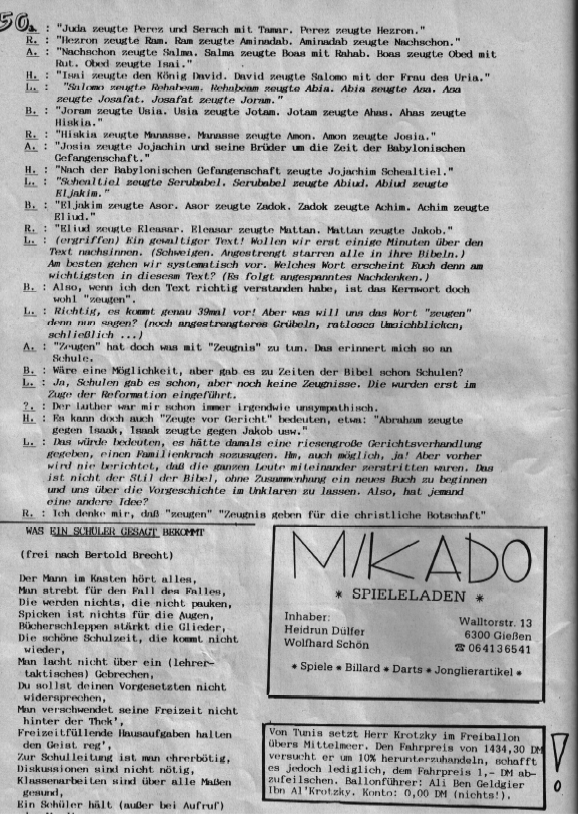 50.
A. : "Juda zeugte Perez und Serach mit Tamar. Perez zeugte Hezron."
R. : "Hezron zeugte Ram. Ram zeugte Aminadab. Aminadab zeugte Nachschon."
A. : "Nachschon zeugte Salma. Salma zeugte Boas mit Rahab. Boas zeugte Obed mit
Rut. Obed zeugte Isai."
H. : "Isai zeugte den König David. David zeugte Salomo mit der Frau des Uria."
L. : "Salomo zeugte Rehabeam. Rehabeam zeugte Abia. Abia zeugte Asa. Asa
zeugte Josafat. Josafat zeugte Joram."
B. : "Joram zeugte Usia. Usia zeugte Jotam. Jotam zeugte Ahas. Ahas zeugte
Hiskia."
R. : "Hiskia zeugte Manasse. Manasse zeugte Amon. Amon zeugte Josia."
A. : "Josia zeugte Jojachin und seine Brüder um die Zeit der Babylonischen
Gefangenschaft."
H. : "Nach der Babylonischen Gefangenschaft zeugte Jojachim Schealtiel."
L. : "Schealtiel zeugte Serubabel. Serubabel zeugte Abiud. Abiud zeugte
Eljakim."
B. : "Eljakim zeugte Asor. Asor zeugte Zadok. Zadok zeugte Achim. Achim zeugte
Eliud."
R. : "Eliud zeugte Eleasar. Eleasar zeugte Mattan. Mattan zeugte Jakob."
L. : (ergriffen) Ein gewaltiger Text! Wollen wir erst einige Minuten über den
Text nachsinnen. (Schweigen. Angestrengt starren alle in ihre Bibeln.)
Am besten gehen wir systematisch vor. Welches Wort erscheint Euch denn am
wichtigsten in diesesm Text? (Es folgt angespanntes Nachdenken.)
B. : Also, wenn ich den Text richtig verstanden habe, ist das Kernwort doch
wohl "zeugen".
L. : Richtig, es kommt genau 39mal vor! Aber was will uns das Wort "zeugen"
denn nun sagen? (noch angestrengteres Grübeln, ratloses Umsichblicken;
schließlich ...)
A. : "Zeugen" hat doch was mit "Zeugnis" zu tun. Das erinnert mich so an
Schule.
B. : Wäre eine Möglichkeit, aber gab es zu Zeiten der Bibel schon Schulen?
L. : Ja, Schulen gab es schon, aber noch keine Zeugnisse. Die wurden erst im
Zuge der Reformation eingeführt.
?. : Der Luther war mir schon immer irgendwie unsympathisch.
H. : Es kann doch auch "Zeuge vor Gericht" bedeuten, etwa: "Abraham zeugte
gegen Isaak, Isaak zeugte gegen Jakob usw."
L. : Das würde bedeuten, es hätte damals eine riesengroße Gerichtsverhandlung
gegeben, einen Familienkrach sozusagen. Hm, auch möglich, ja! Aber vorher
wird nie berichtet, daß die ganzen Leute miteinander zerstritten waren. Das
ist nicht der Stil der Bibel, ohne Zusammenhang ein neues Buch zu beginnen
und uns über die Vorgeschichte im Unklaren zu lassen. Also, hat jemand
eine andere Idee?
R. : Ich denke mir, daß "zeugen" "Zeugnis geben für die christliche Botschaft"
WAS EIN SCHÜLER GESAGT BEKOMMT
(frei nach Bertold Brecht)
Der Mann im Kasten hört alles,
Man strebt für den Fall des Falles,
Die werden nichts, die nicht pauken,
Spicken ist nichts für die Augen,
Bücherschleppen stärkt die Glieder,
Die schöne Schulzeit, die kommt nicht
wieder,
Man lacht nicht über ein (lehrer-
taktisches) Gebrechen,
Du sollst deinen Vorgesetzten nicht
widersprechen,
Man verschwendet seine Freizeit nicht
hinter der Thek',
Freizeitfüllende Hausaufgaben halten
den Geist reg',
Zur Schulleitung ist man ehrerbötig,
Diskussionen sind nicht nötig,
Klassenarbeiten sind über alle Maßen
gesund,
Ein Schüler hält (außer bei Aufruf)
MIKADO
* SPIELELADEN *
Inhaber:
Heidrun Dülfer
Wolfhard Schön
Walltorstr. 13
6300 Gießen
☎ 0641 36541
* Spiele * Billard * Darts * Jonglierartikel *
Von Tunis setzt Herr Krotzky im Freiballon
übers Mittelmeer. Den Fahrpreis von 1434,30 DM
versucht er um 10% herunterzuhandeln, schafft
es jedoch lediglich, dem Fahrpreis 1,- DM ab-
zufeilschen. Ballonführer: Ali Ben Geldgier
Ibn Al'Krotzky. Konto: 0,00 DM (nichts!).
!